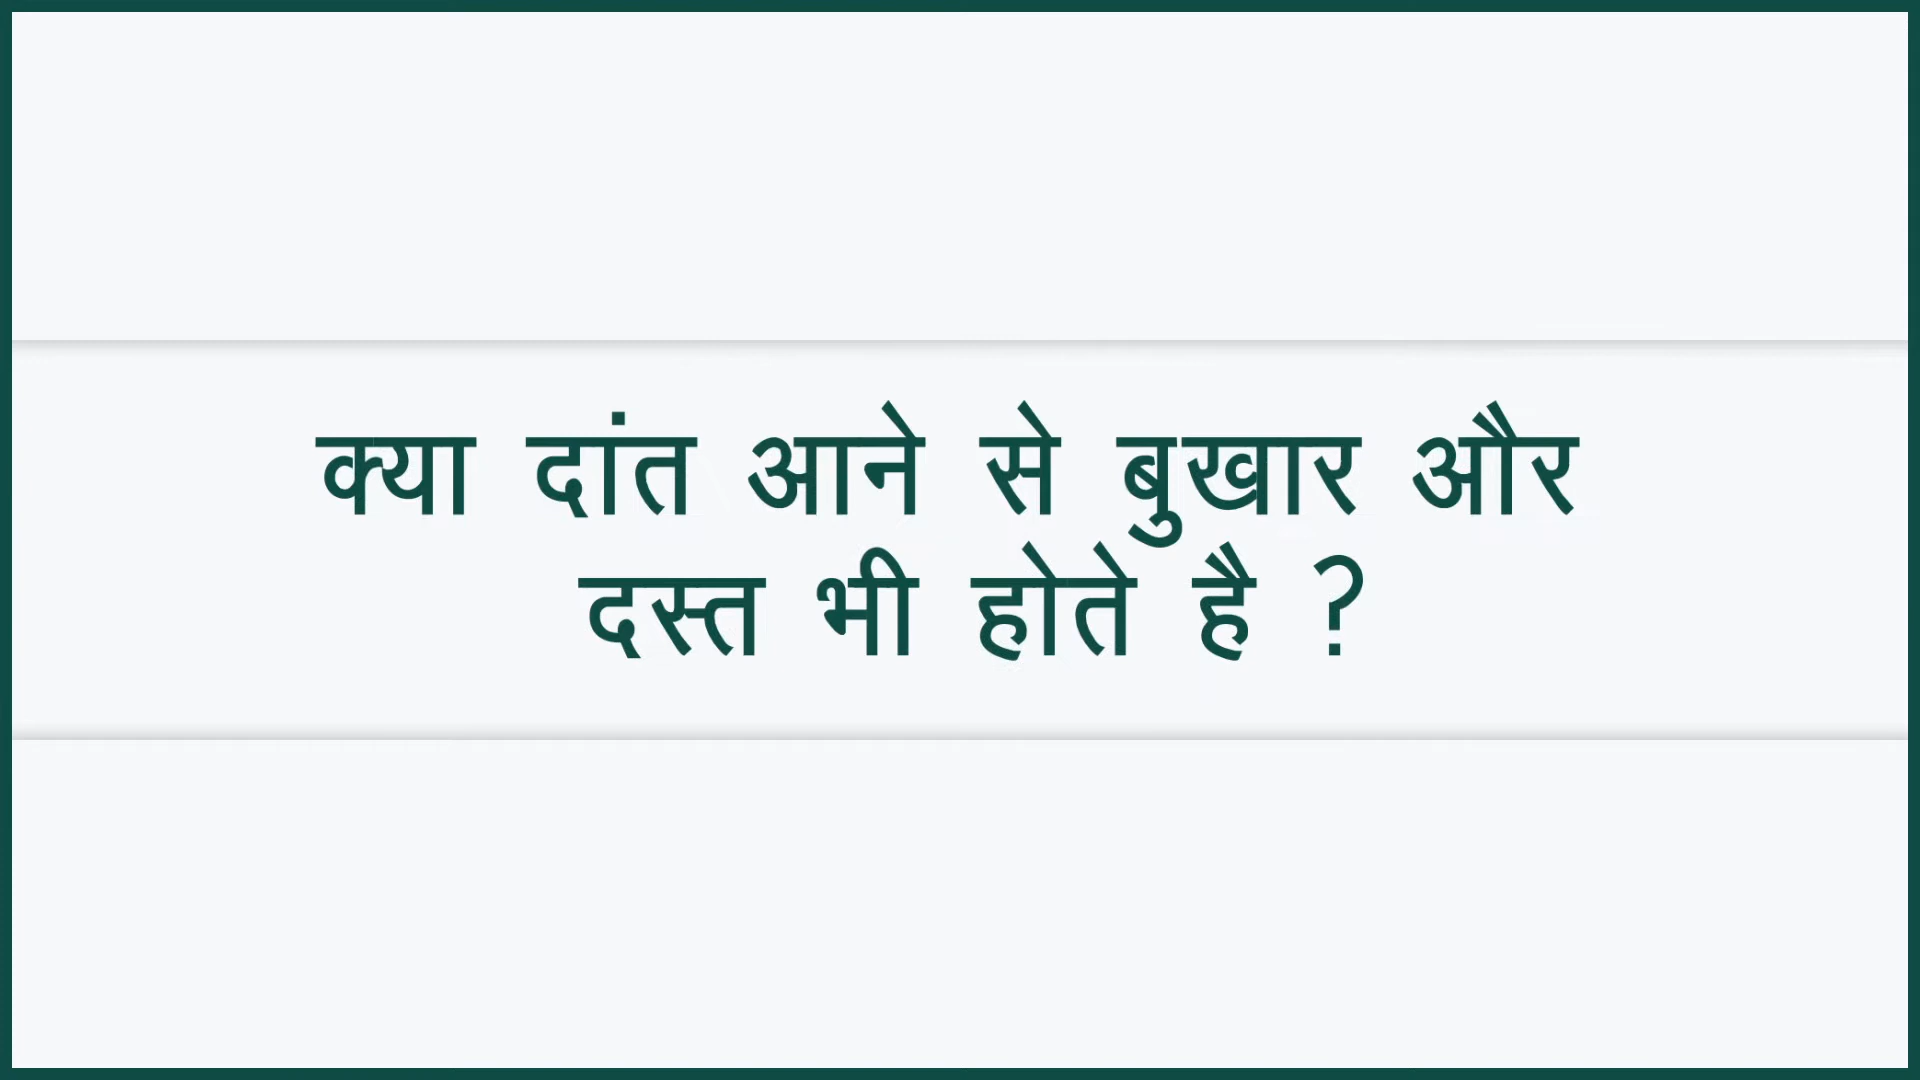 क्या दांत आने से बुखार और
दस्त भी होते है ?